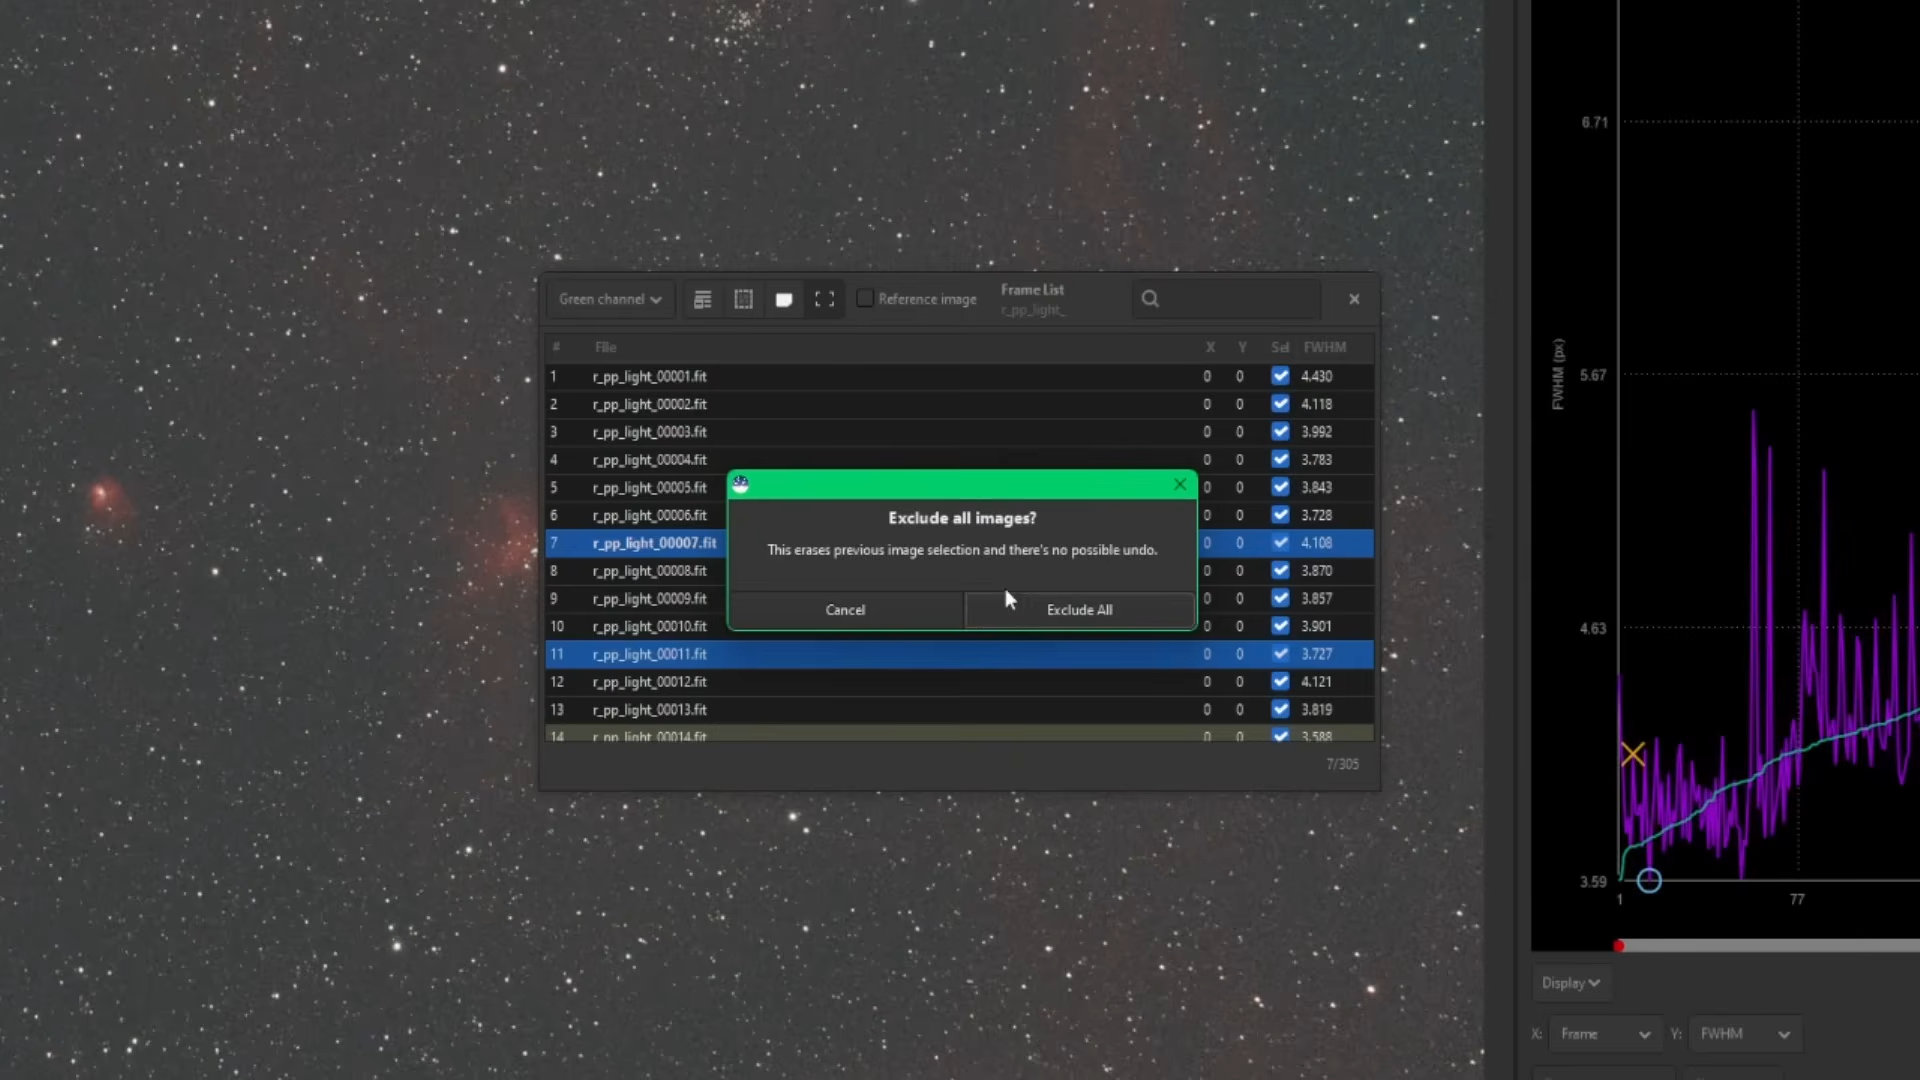 Green channel
Reference image
Frame List
r_pp_light_
# File X Y Sel FWHM
1 r_pp_light_00001.fit 0 0 4.430
2 r_pp_light_00002.fit 0 0 4.118
3 r_pp_light_00003.fit 0 0 3.992
4 r_pp_light_00004.fit 0 0 3.783
5 r_pp_light_00005.fit 0 0 3.843
6 r_pp_light_00006.fit 0 0 3.728
7 r_pp_light_00007.fit 0 0 4.108
8 r_pp_light_00008.fit 0 0 3.870
9 r_pp_light_00009.fit 0 0 3.857
10 r_pp_light_00010.fit 0 0 3.901
11 r_pp_light_00011.fit 0 0 3.727
12 r_pp_light_00012.fit 0 0 4.121
13 r_pp_light_00013.fit 0 0 3.819
14 r_pp_light_00014.fit 0 0 3.588
7/305
Exclude all images?
This erases previous image selection and there's no possible undo.
Cancel
Exclude All
FWHM (px)
6.71
5.67
4.63
3.59
1
77
Display
X: Frame Y: FWHM